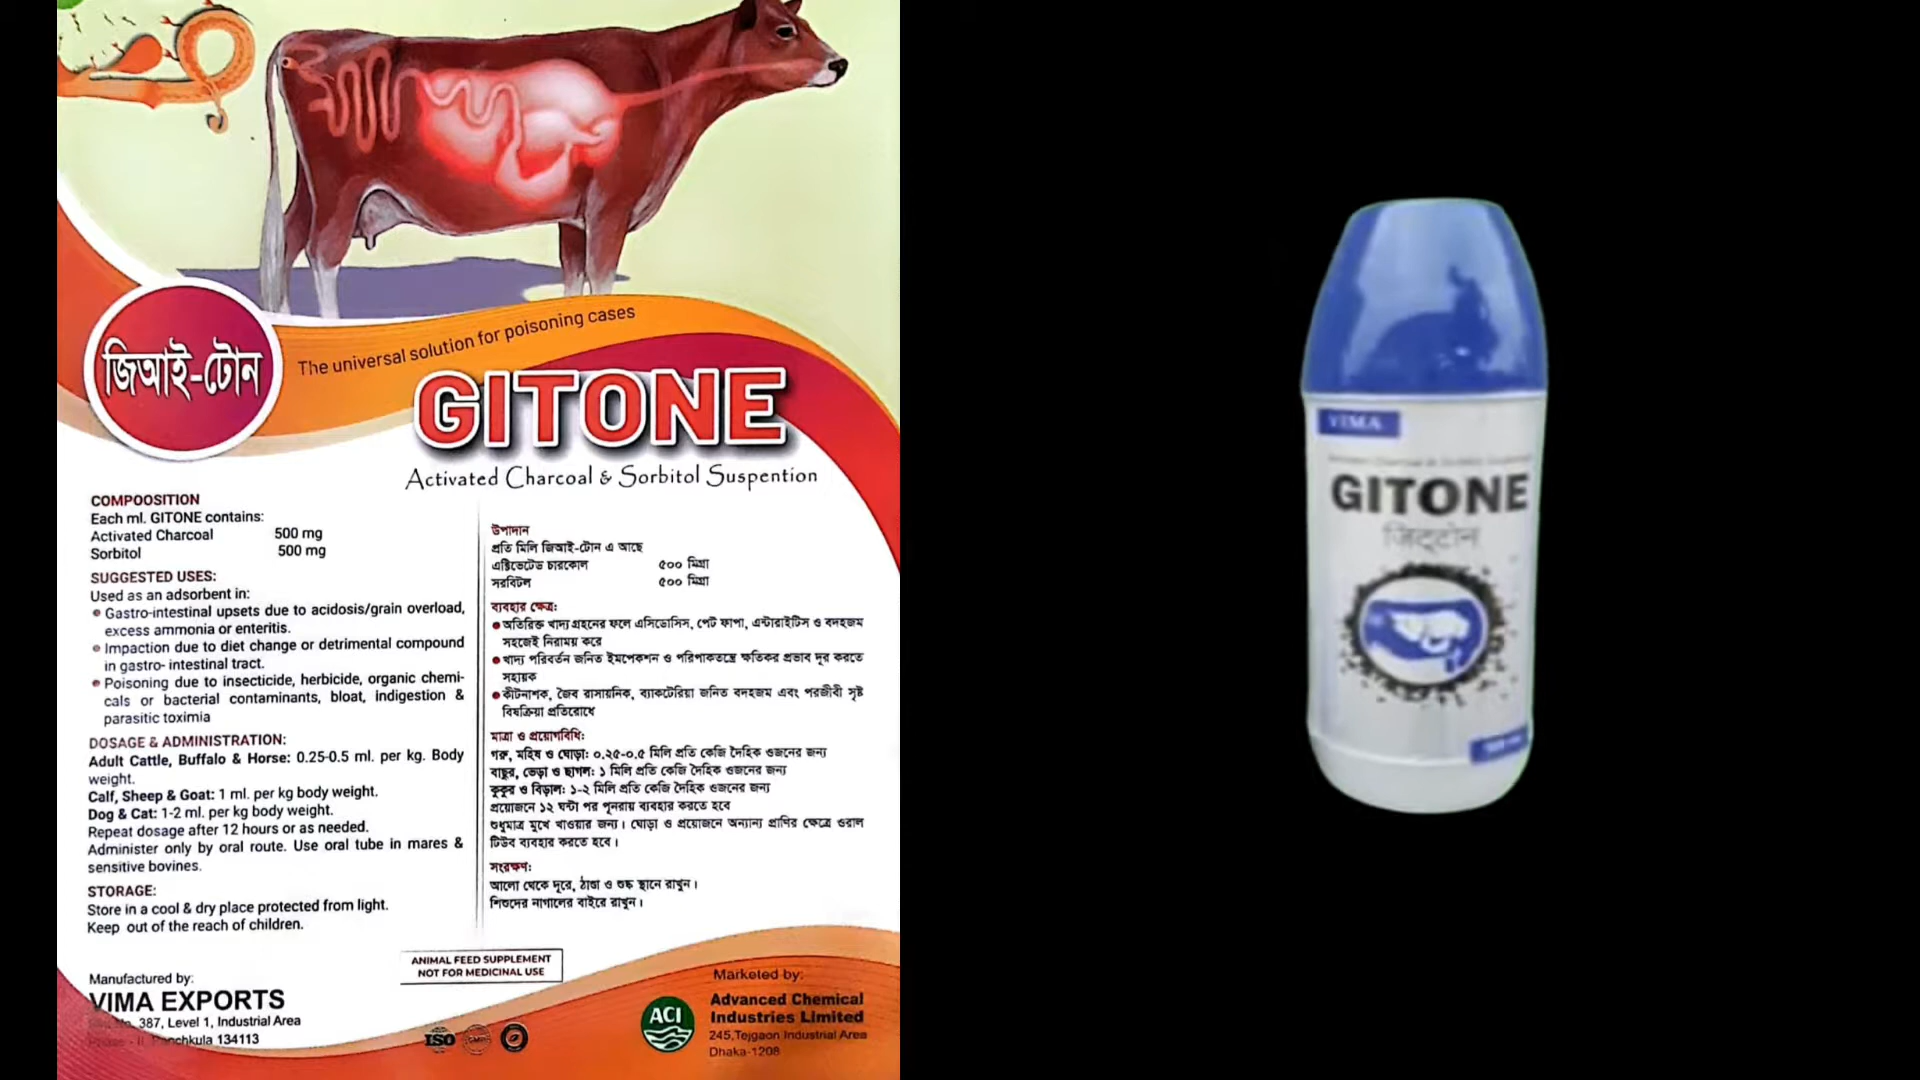 জিআই-টোন
The universal solution for poisoning cases
GITONE
Activated Charcoal & Sorbitol Suspention
COMPOOSITION
Each ml. GITONE contains:
Activated Charcoal 500 mg
Sorbitol 500 mg
SUGGESTED USES:
Used as an adsorbent in:
Gastro-intestinal upsets due to acidosis/grain overload,
excess ammonia or enteritis.
Impaction due to diet change or detrimental compound
in gastro- intestinal tract.
Poisoning due to insecticide, herbicide, organic chemi-
cals or bacterial contaminants, bloat, indigestion &
parasitic toximia
DOSAGE & ADMINISTRATION:
Adult Cattle, Buffalo & Horse: 0.25-0.5 ml. per kg. Body
weight.
Calf, Sheep & Goat: 1 ml. per kg body weight.
Dog & Cat: 1-2 ml. per kg body weight.
Repeat dosage after 12 hours or as needed.
Administer only by oral route. Use oral tube in mares &
sensitive bovines.
STORAGE:
Store in a cool & dry place protected from light.
Keep out of the reach of children.
উপাদান
প্রতি মিলি জিআই-টোন এ আছে
এক্টিভেটেড চারকোল ৫০০ মিগ্রা
সরবিটল ৫০০ মিগ্রা
ব্যবহার ক্ষেত্র:
অতিরিক্ত খাদ্য গ্রহনের ফলে এসিডোসিস, পেট ফাপা, এন্টারাইটিস ও বদহজম
সহজেই নিরাময় করে
খাদ্য পরিবর্তন জনিত ইমপেকশন ও পরিপাকতন্ত্রে ক্ষতিকর প্রভাব দূর করতে
সহায়ক
কীটনাশক, জৈব রাসায়নিক, ব্যাকটেরিয়া জনিত বদহজম এবং পরজীবী সৃষ্ট
বিষক্রিয়া প্রতিরোধে
মাত্রা ও প্রয়োগবিধি:
গরু, মহিষ ও ঘোড়া: ০.২৫-০.৫ মিলি প্রতি কেজি দৈহিক ওজনের জন্য
বাছুর, ভেড়া ও ছাগল: ১ মিলি প্রতি কেজি দৈহিক ওজনের জন্য
কুকুর ও বিড়াল: ১-২ মিলি প্রতি কেজি দৈহিক ওজনের জন্য
প্রয়োজনে ১২ ঘন্টা পর পূনরায় ব্যবহার করতে হবে
শুধুমাত্র মুখে খাওয়ার জন্য। ঘোড়া ও প্রয়োজনে অন্যান্য প্রাণির ক্ষেত্রে ওরাল
টিউব ব্যবহার করতে হবে।
সংরক্ষণ:
আলো থেকে দূরে, ঠান্ডা ও শুষ্ক স্থানে রাখুন।
শিশুদের নাগালের বাইরে রাখুন।
ANIMAL FEED SUPPLEMENT
NOT FOR MEDICINAL USE
Manufactured by:
VIMA EXPORTS
387, Level 1, Industrial Area
134113
ISO
ACI
Marketed by:
Advanced Chemical
Industries Limited
245,Tejgaon Industrial Area
Dhaka-1208
VIMA
GITONE
जिट्टोन